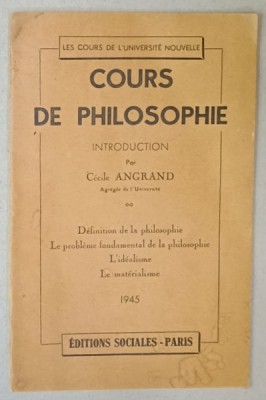 LES COURS DE L'UNIVERSITÉ NOUVELLE
COURS
DE PHILOSOPHIE
INTRODUCTION
Par
Cécile ANGRAND
Agrégée de l'Université
Définition de la philosophie
Le problème fondamental de la philosophie
L'idéalisme
Le matérialisme
1945
ÉDITIONS SOCIALES - PARIS